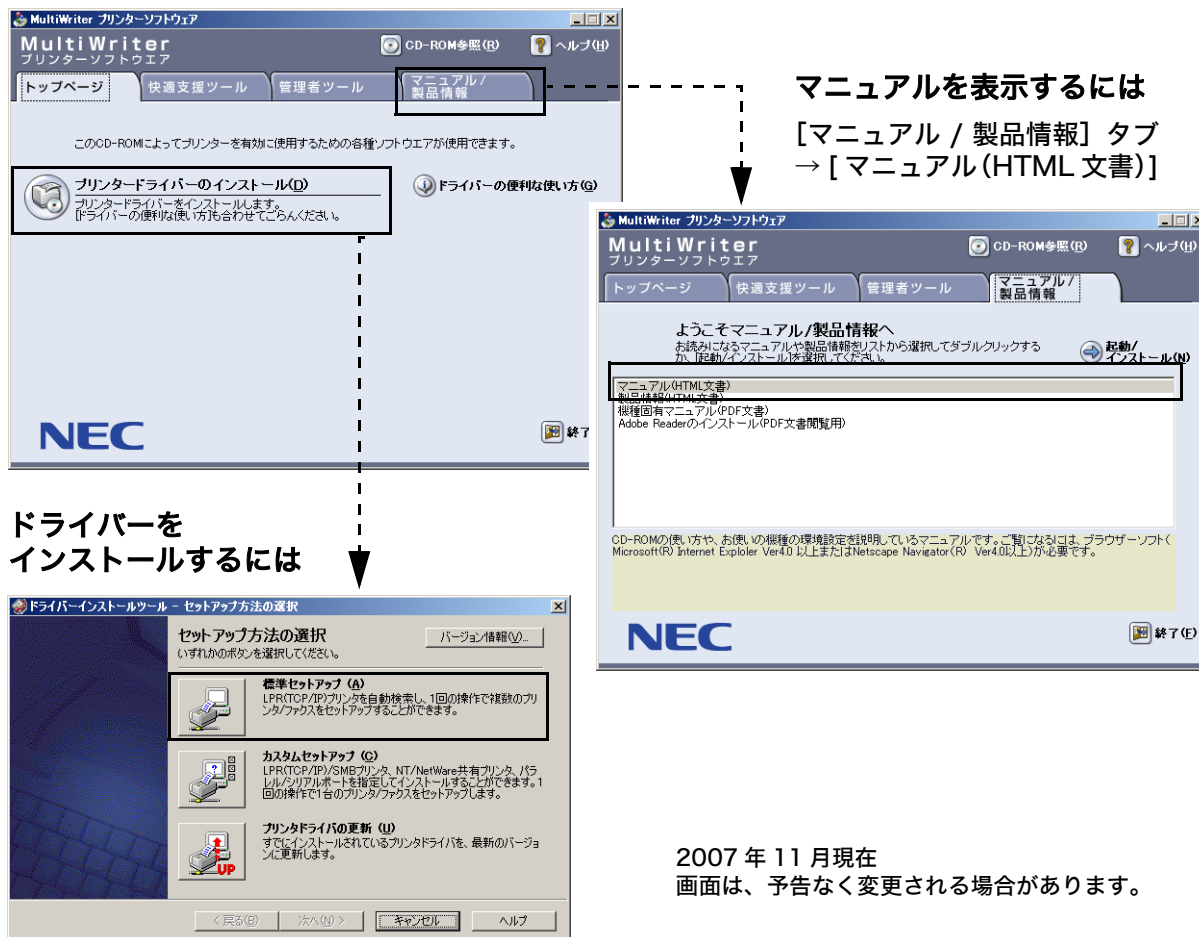 MultiWriter プリンターソフトウェア
MultiWriter
プリンターソフトウエア
CD-ROM参照(R)
ヘルプ(H)
トップページ
快適支援ツール
管理者ツール
マニュアル/
製品情報
このCD-ROMによってプリンターを有効に使用するための各種ソフトウエアが使用できます。
プリンタードライバーのインストール(D)
プリンタードライバーをインストールします。
[ドライバーの便利な使い方]も合わせてごらんください。
ドライバーの便利な使い方(G)
NEC
終了
マニュアルを表示するには
[マニュアル / 製品情報] タブ
→ [ マニュアル(HTML 文書)]
MultiWriter プリンターソフトウェア
MultiWriter
プリンターソフトウエア
CD-ROM参照(R)
ヘルプ(H)
トップページ
快適支援ツール
管理者ツール
マニュアル/
製品情報
ようこそマニュアル/製品情報へ
お読みになるマニュアルや製品情報をリストから選択してダブルクリックする
か、[起動/インストール]を選択してください。
起動/
インストール(N)
マニュアル(HTML文書)
製品情報(HTML文書)
機種固有マニュアル(PDF文書)
Adobe Readerのインストール(PDF文書閲覧用)
CD-ROMの使い方や、お使いの機種の環境設定を説明しているマニュアルです。ご覧になるには、ブラウザーソフト(
Microsoft(R) Internet Exploler Ver4.0 以上またはNetscape Navigator(R) Ver4.0以上)が必要です。
NEC
終了(E)
ドライバーを
インストールするには
ドライバーインストールツール - セットアップ方法の選択
セットアップ方法の選択
いずれかのボタンを選択してください。
バージョン情報(V)...
標準セットアップ (A)
LPR(TCP/IP)プリンタを自動検索し、1回の操作で複数のプリ
ンタ/ファクスをセットアップすることができます。
カスタムセットアップ (C)
LPR(TCP/IP)/SMBプリンタ、NT/NetWare共有プリンタ、パラ
レル/シリアルポートを指定してインストールすることができます。1
回の操作で1台のプリンタ/ファクスをセットアップします。
プリンタドライバの更新 (U)
すでにインストールされているプリンタドライバを、最新のバージョ
ンに更新します。
UP
< 戻る(B)
次へ(N) >
キャンセル
ヘルプ
2007 年 11 月現在
画面は、予告なく変更される場合があります。